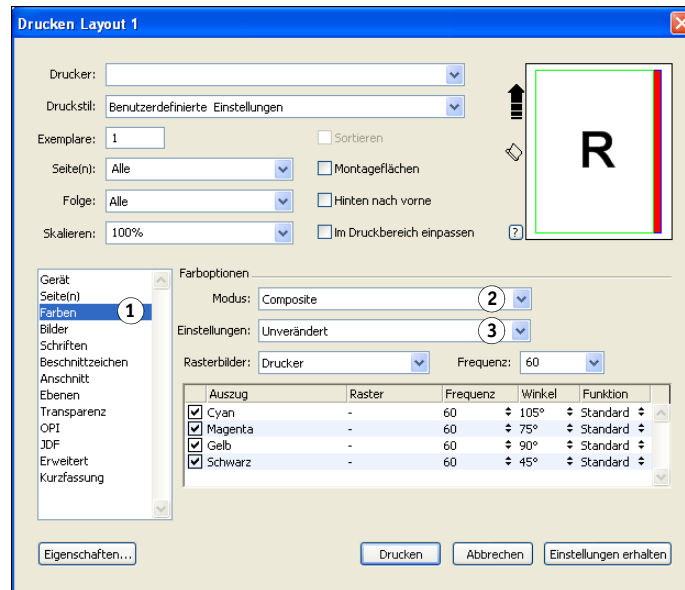 Drucken Layout 1
Drucker:
Druckstil: Benutzerdefinierte Einstellungen
Exemplare: 1 Sortieren
Seite(n): Alle Montageflächen
Folge: Alle Hinten nach vorne
Skalieren: 100% Im Druckbereich einpassen ?
R
Gerät
Seite(n)
Farben 1
Bilder
Schriften
Beschnittzeichen
Anschnitt
Ebenen
Transparenz
OPI
JDF
Erweitert
Kurzfassung
Farboptionen
Modus: Composite 2
Einstellungen: Unverändert 3
Rasterbilder: Drucker Frequenz: 60
Auszug Raster Frequenz Winkel Funktion
Cyan - 60 105° Standard
Magenta - 60 75° Standard
Gelb - 60 90° Standard
Schwarz - 60 45° Standard
Eigenschaften... Drucken Abbrechen Einstellungen erhalten